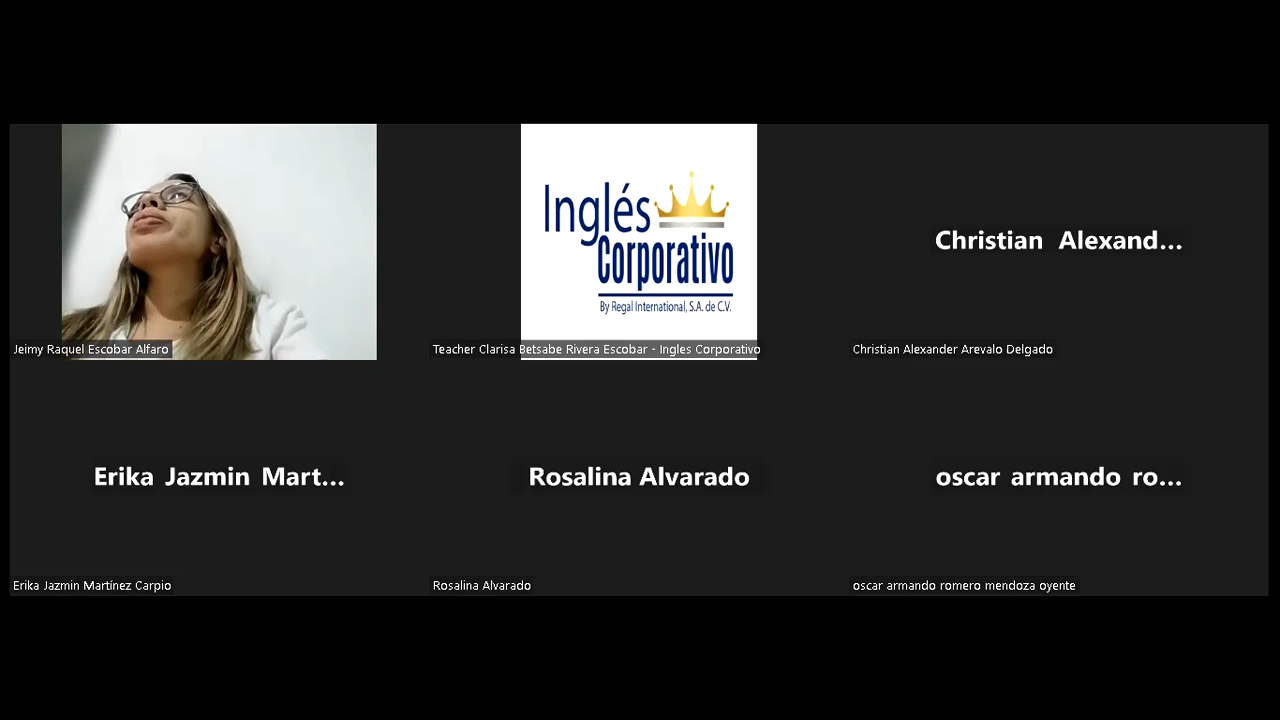 Inglés
Corporativo
By Regal International, S.A. de C.V.
Christian Alexand...
Jeimy Raquel Escobar Alfaro
Teacher Clarisa Betsabe Rivera Escobar - Ingles Corporativo
Christian Alexander Arevalo Delgado
Erika Jazmin Mart...
Rosalina Alvarado
oscar armando ro...
Erika Jazmin Martínez Carpio
Rosalina Alvarado
oscar armando romero mendoza oyente